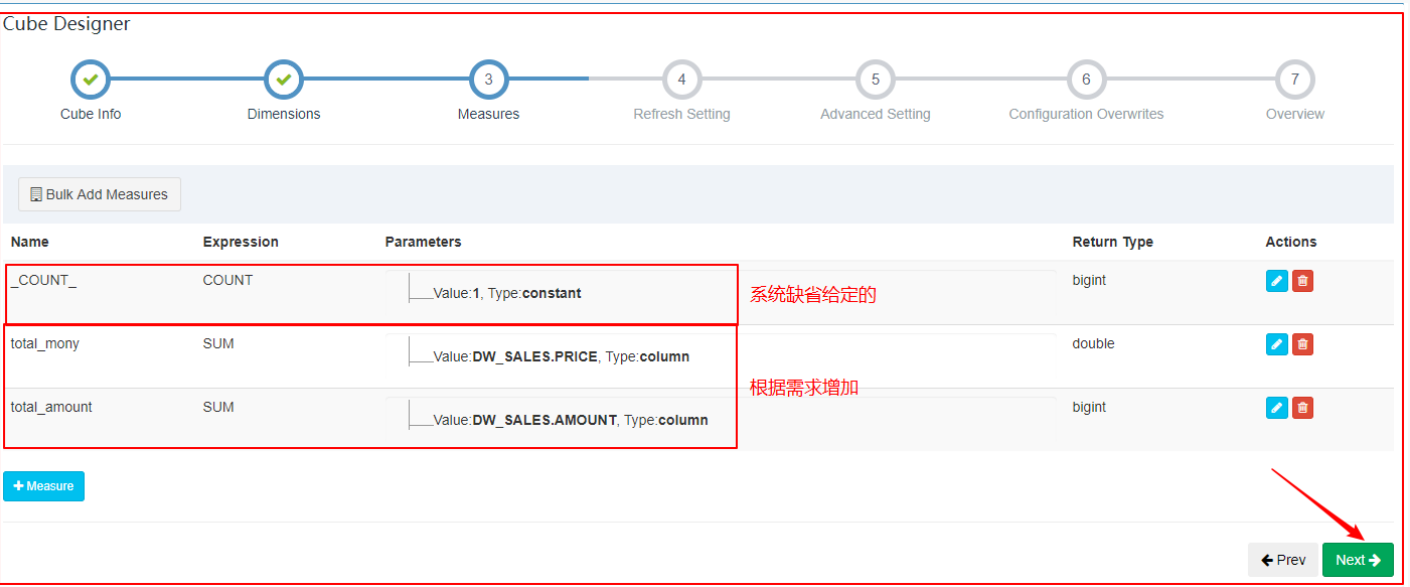 Cube Designer
3 4 5 6 7
Cube Info Dimensions Measures Refresh Setting Advanced Setting Configuration Overwrites Overview
Bulk Add Measures
Name Expression Parameters Return Type Actions
_COUNT_ COUNT Value:1, Type:constant 系统缺省给定的 bigint
total_mony SUM Value:DW_SALES.PRICE, Type:column double
根据需求增加
total_amount SUM Value:DW_SALES.AMOUNT, Type:column bigint
+ Measure
Prev Next